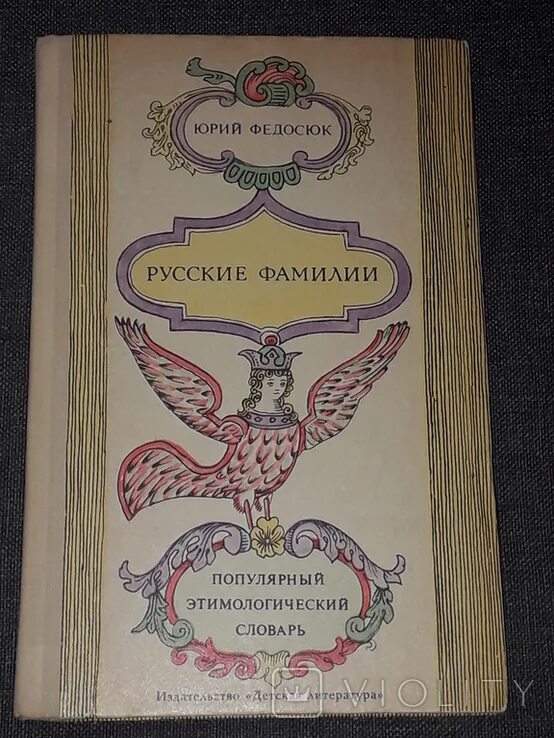 ЮРИЙ ФЕДОСЮК
РУССКИЕ ФАМИЛИИ
ПОПУЛЯРНЫЙ
ЭТИМОЛОГИЧЕСКИЙ
СЛОВАРЬ
Издательство «Детская литература»
VIOLITY